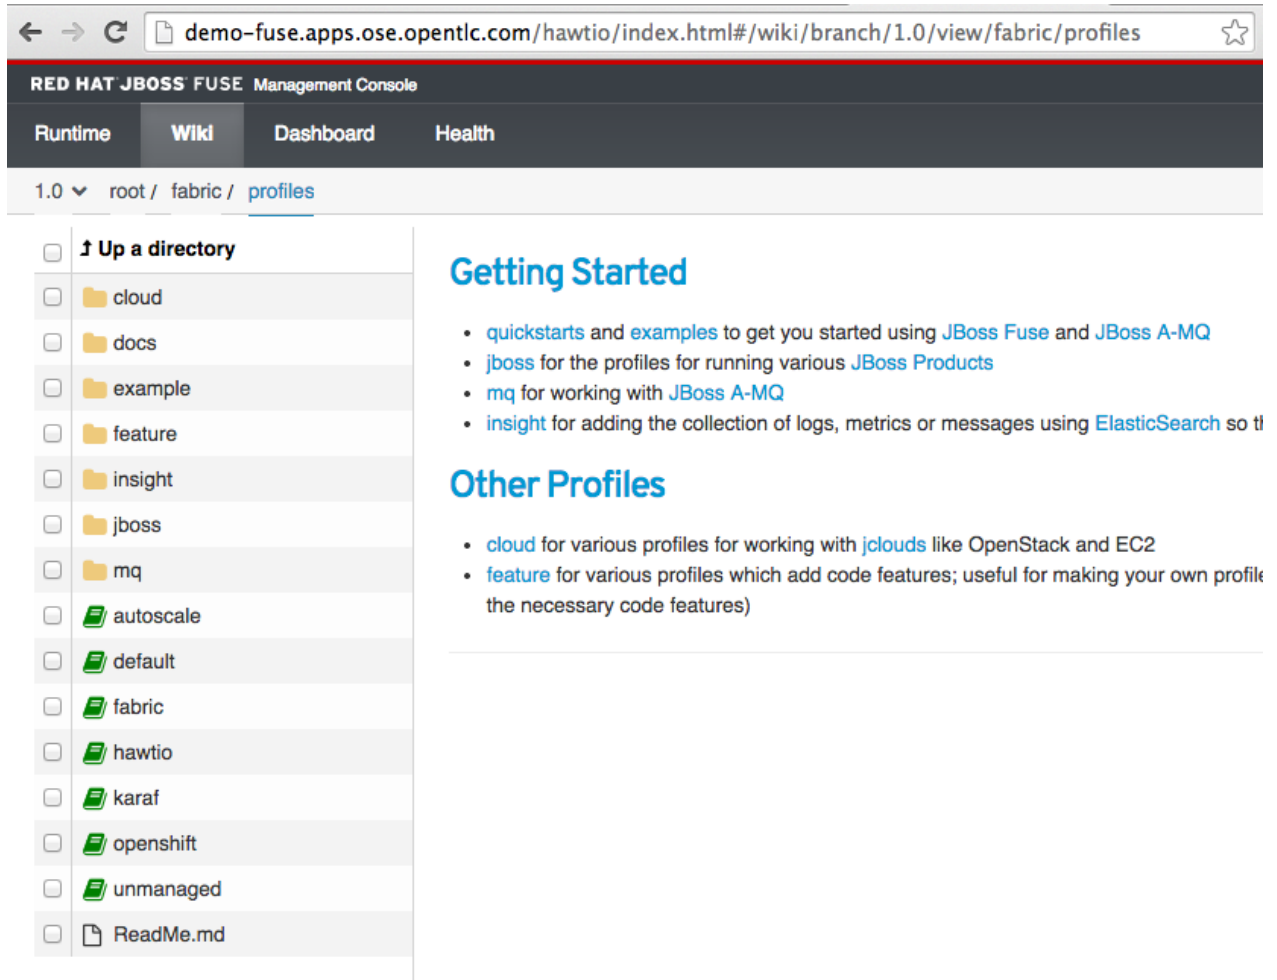 demo-fuse.apps.ose.opentlc.com/hawtio/index.html#/wiki/branch/1.0/view/fabric/profiles
RED HAT JBOSS FUSE Management Console
Runtime Wiki Dashboard Health
1.0 root / fabric / profiles
Up a directory
cloud
docs
example
feature
insight
jboss
mq
autoscale
default
fabric
hawtio
karaf
openshift
unmanaged
ReadMe.md
Getting Started
• quickstarts and examples to get you started using JBoss Fuse and JBoss A-MQ
• jboss for the profiles for running various JBoss Products
• mq for working with JBoss A-MQ
• insight for adding the collection of logs, metrics or messages using ElasticSearch so
Other Profiles
• cloud for various profiles for working with jclouds like OpenStack and EC2
• feature for various profiles which add code features; useful for making your own profile
the necessary code features)